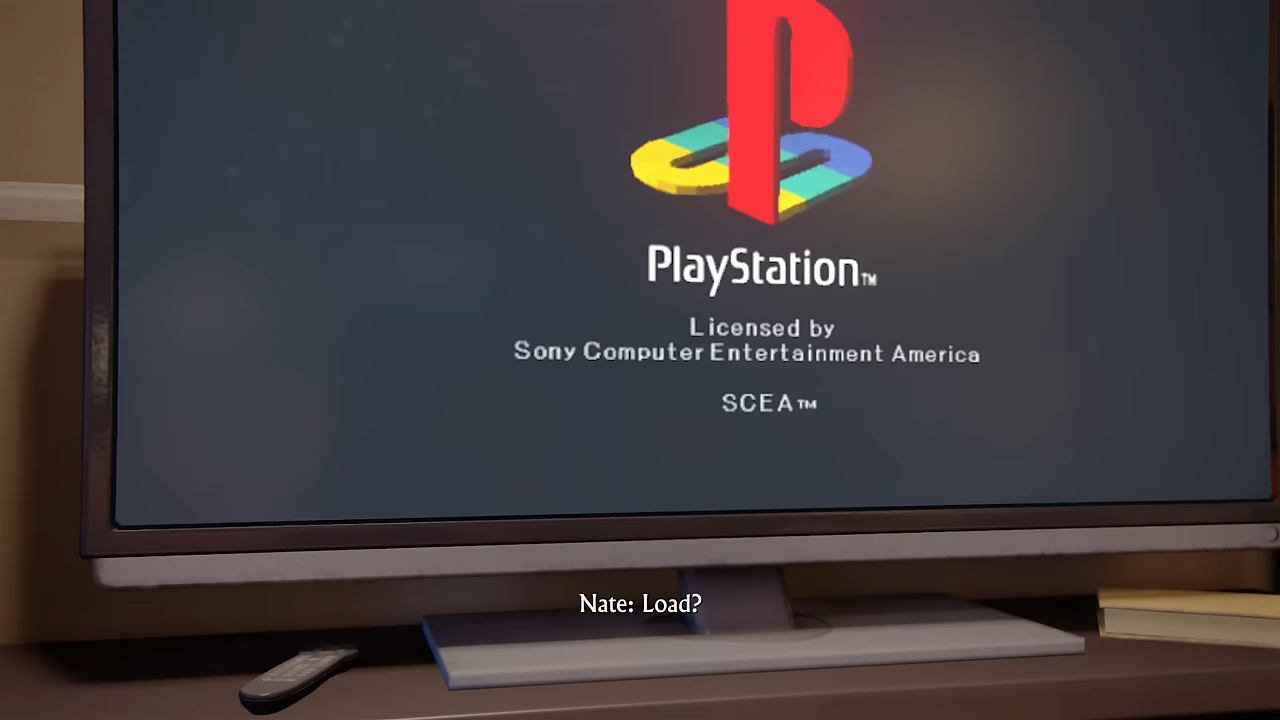 PlayStation™
Licensed by
Sony Computer Entertainment America
SCEA™
Nate: Load?